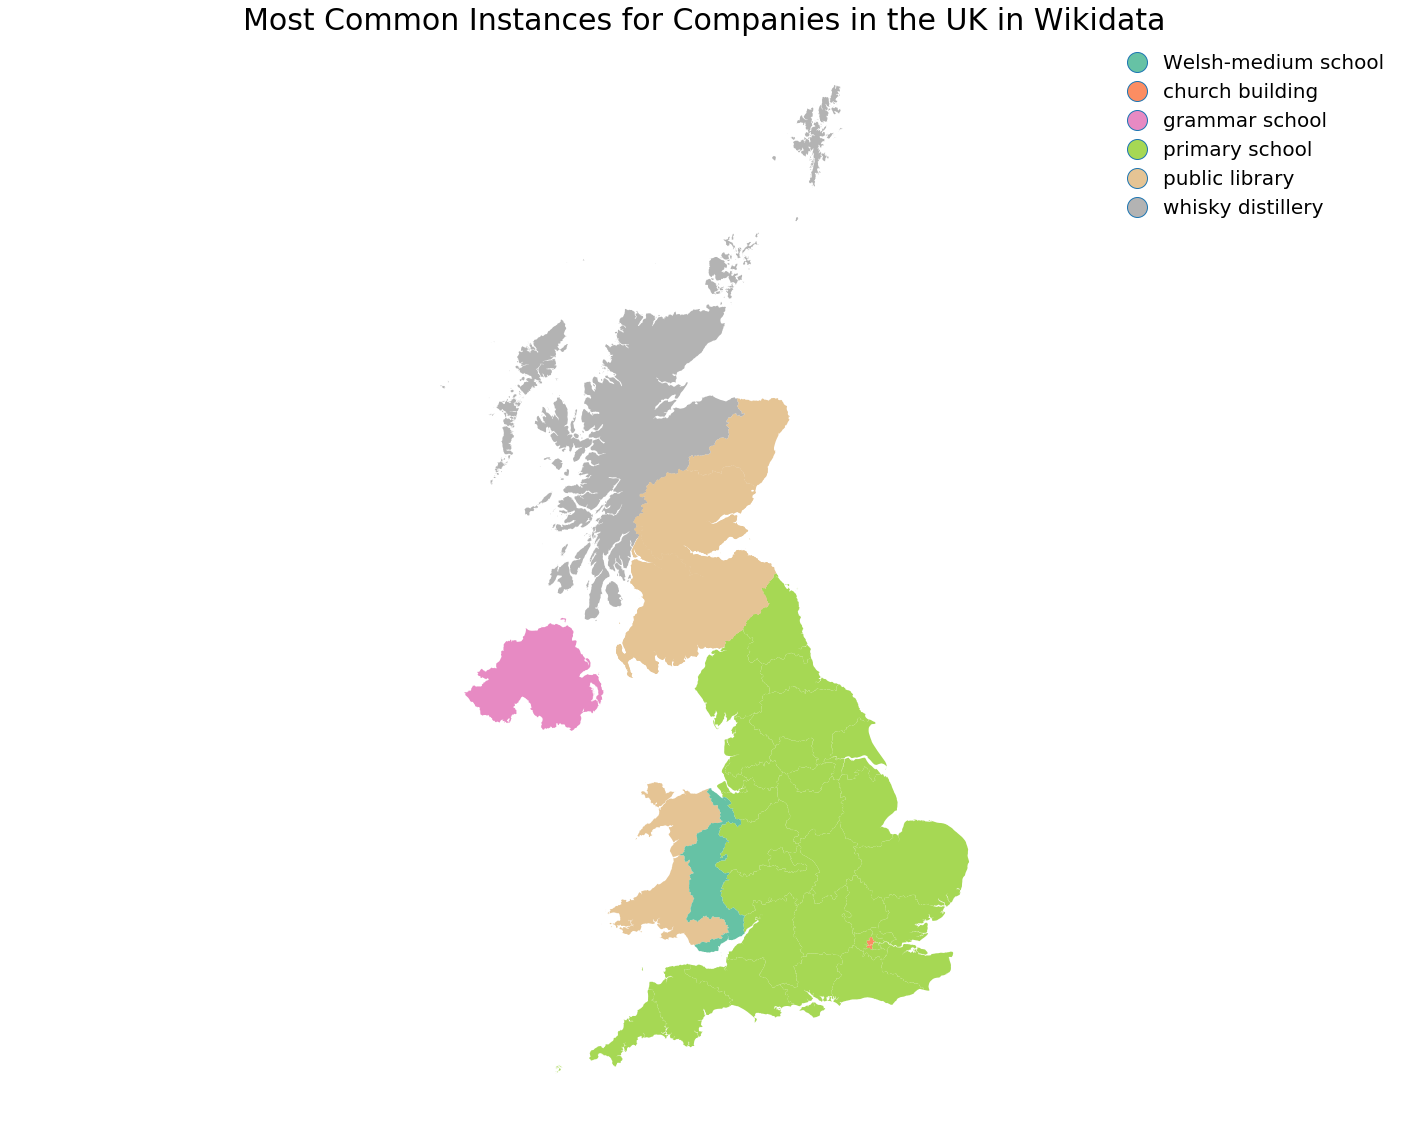 Most Common Instances for Companies in the UK in Wikidata
Welsh-medium school
church building
grammar school
primary school
public library
whisky distillery